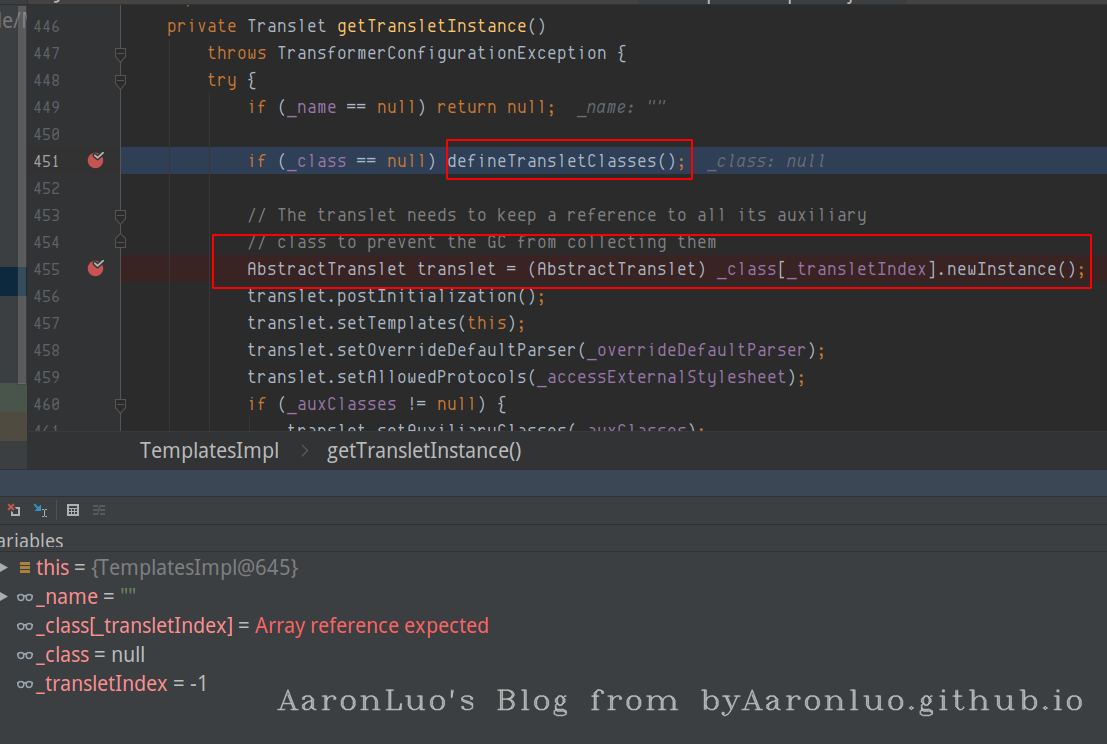 446 private Translet getTransletInstance()
447 throws TransformerConfigurationException {
448 try {
449 if (_name == null) return null; _name: ""
450
451 if (_class == null) defineTransletClasses(); _class: null
452
453 // The translet needs to keep a reference to all its auxiliary
454 // class to prevent the GC from collecting them
455 AbstractTranslet translet = (AbstractTranslet) _class[_transletIndex].newInstance();
456 translet.postInitialization();
457 translet.setTemplates(this);
458 translet.setOverrideDefaultParser(_overrideDefaultParser);
459 translet.setAllowedProtocols(_accessExternalStylesheet);
460 if (_auxClasses != null) {
461 translet.setAuxiliaryClasses(_auxClasses);
TemplatesImpl > getTransletInstance()
ariables
this = {TemplatesImpl@645}
_name = ""
_class[_transletIndex] = Array reference expected
_class = null
_transletIndex = -1
AaronLuo's Blog from byAaronluo.github.io